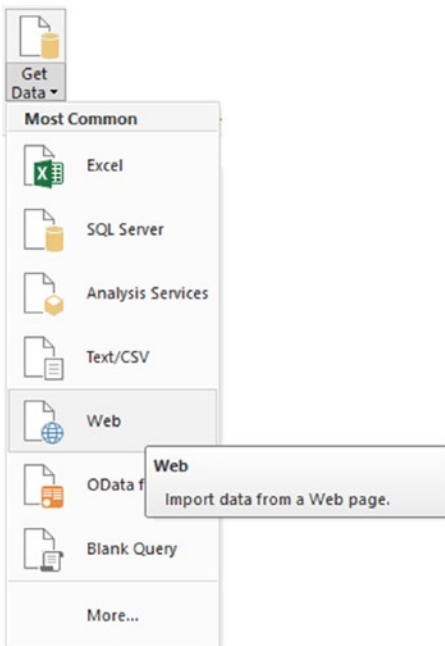 Get
Data
Most Common
Excel
SQL Server
Analysis Services
Text/CSV
Web
Web
Import data from a Web page.
OData f
Blank Query
More...